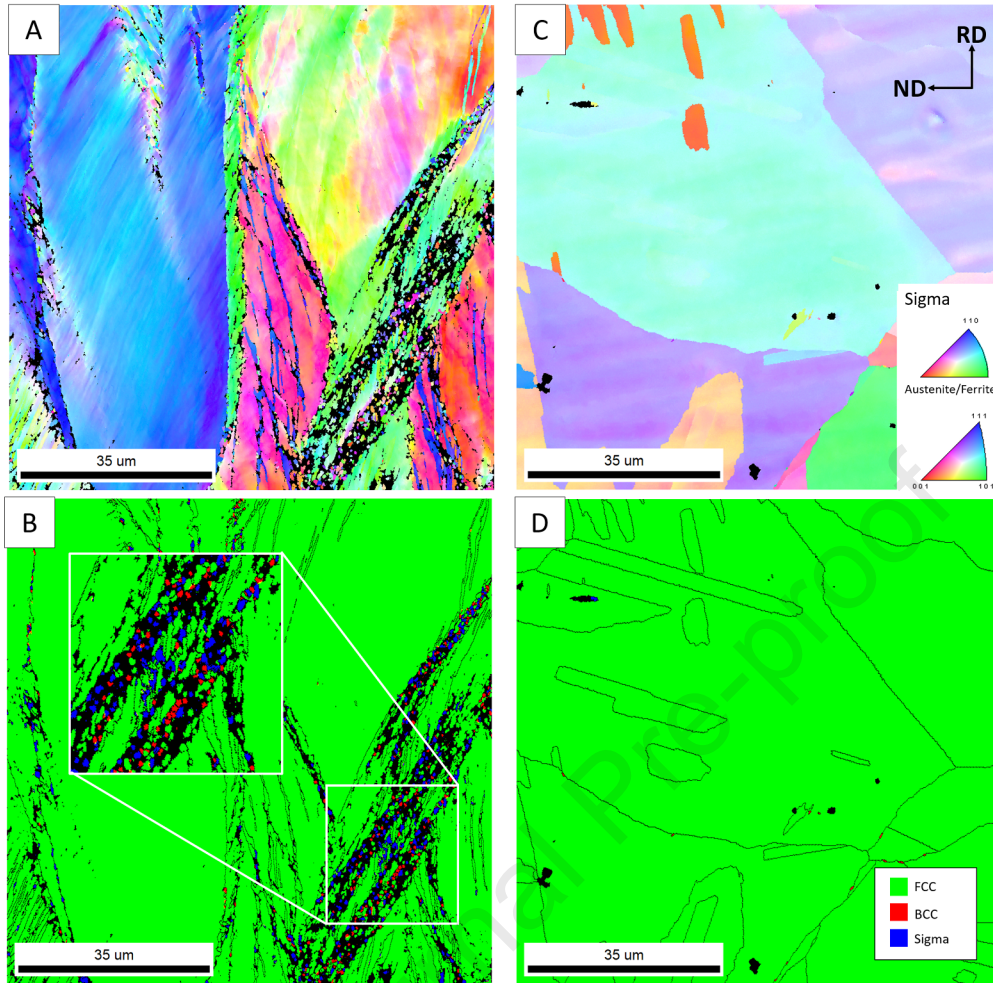 A
C
RD
ND
Sigma
1 1 0
Austenite/Ferrite
1 1 1
0 0 1
1 0 1
35 um
35 um
B
D
FCC
BCC
Sigma
35 um
35 um
nal Pre-proof